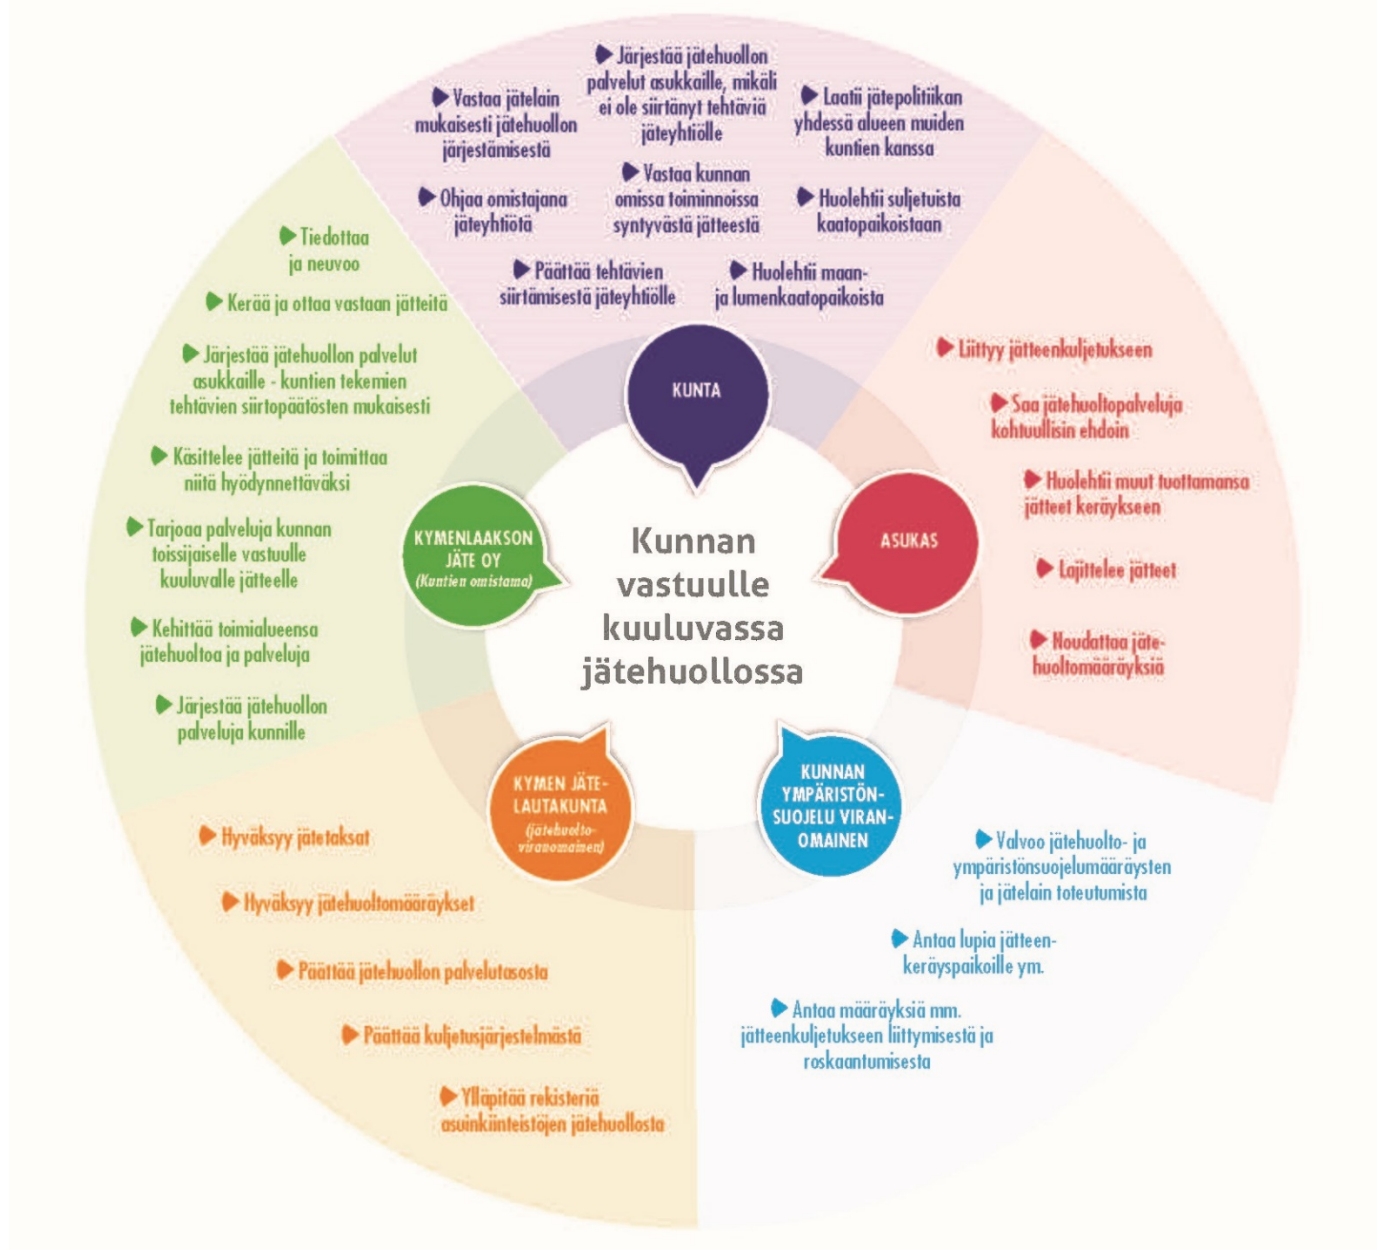 ▶ Järjestää jätehuollon
palvelut asukkaille, mikäli
ei ole siirtänyt tehtäviä
jäteyhtiölle
▶ Vastaa jätelain
mukaisesti jätehuollon
järjestämisestä
▶ Laatii jätepolitiikan
yhdessä alueen muiden
kuntien kanssa
▶ Ohjaa omistajana
jäteyhtiötä
▶ Vastaa kunnan
omissa toiminnoissa
syntyvästä jätteestä
▶ Huolehtii suljetuista
kaatopaikoistaan
▶ Päättää tehtävien
siirtämisestä jäteyhtiölle
▶ Huolehtii maan-
ja lumenkaatopaikoista
KUNTA
▶ Liittyy jätteenkuljetukseen
▶ Saa jätehuoltopalveluja
kohtuullisin ehdoin
▶ Huolehtii muut tuottamansa
jätteet keräykseen
▶ Lajittelee jätteet
▶ Noudattaa jäte-
huoltomääräyksiä
ASUKAS
▶ Tiedottaa
ja neuvoo
▶ Kerää ja ottaa vastaan jätteitä
▶ Järjestää jätehuollon palvelut
asukkaille - kuntien tekemien
tehtävien siirtopäätösten mukaisesti
▶ Käsittelee jätteitä ja toimittaa
niitä hyödynnettäväksi
▶ Tarjoaa palveluja kunnan
toissijaiselle vastuulle
kuuluvalle jätteelle
▶ Kehittää toimialueensa
jätehuoltoa ja palveluja
▶ Järjestää jätehuollon
palveluja kunnille
KYMENLAAKSON
JÄTE OY
(Kuntien omistama)
Kunnan
vastuulle
kuuluvassa
jätehuollossa
KYMEN JÄTE-
LAUTAKUNTA
(jätehuolto-
viranomainen)
▶ Hyväksyy jätetaksat
▶ Hyväksyy jätehuoltomääräykset
▶ Päättää jätehuollon palvelutasosta
▶ Päättää kuljetusjärjestelmästä
▶ Ylläpitää rekisteriä
asuinkiinteistöjen jätehuollosta
KUNNAN
YMPÄRISTÖN-
SUOJELU VIRAN-
OMAINEN
▶ Valvoo jätehuolto- ja
ympäristönsuojelumääräysten
ja jätelain toteutumista
▶ Antaa lupia jätteen-
keräyspaikoille ym.
▶ Antaa määräyksiä mm.
jätteenkuljetukseen liittymisestä ja
roskaantumisesta